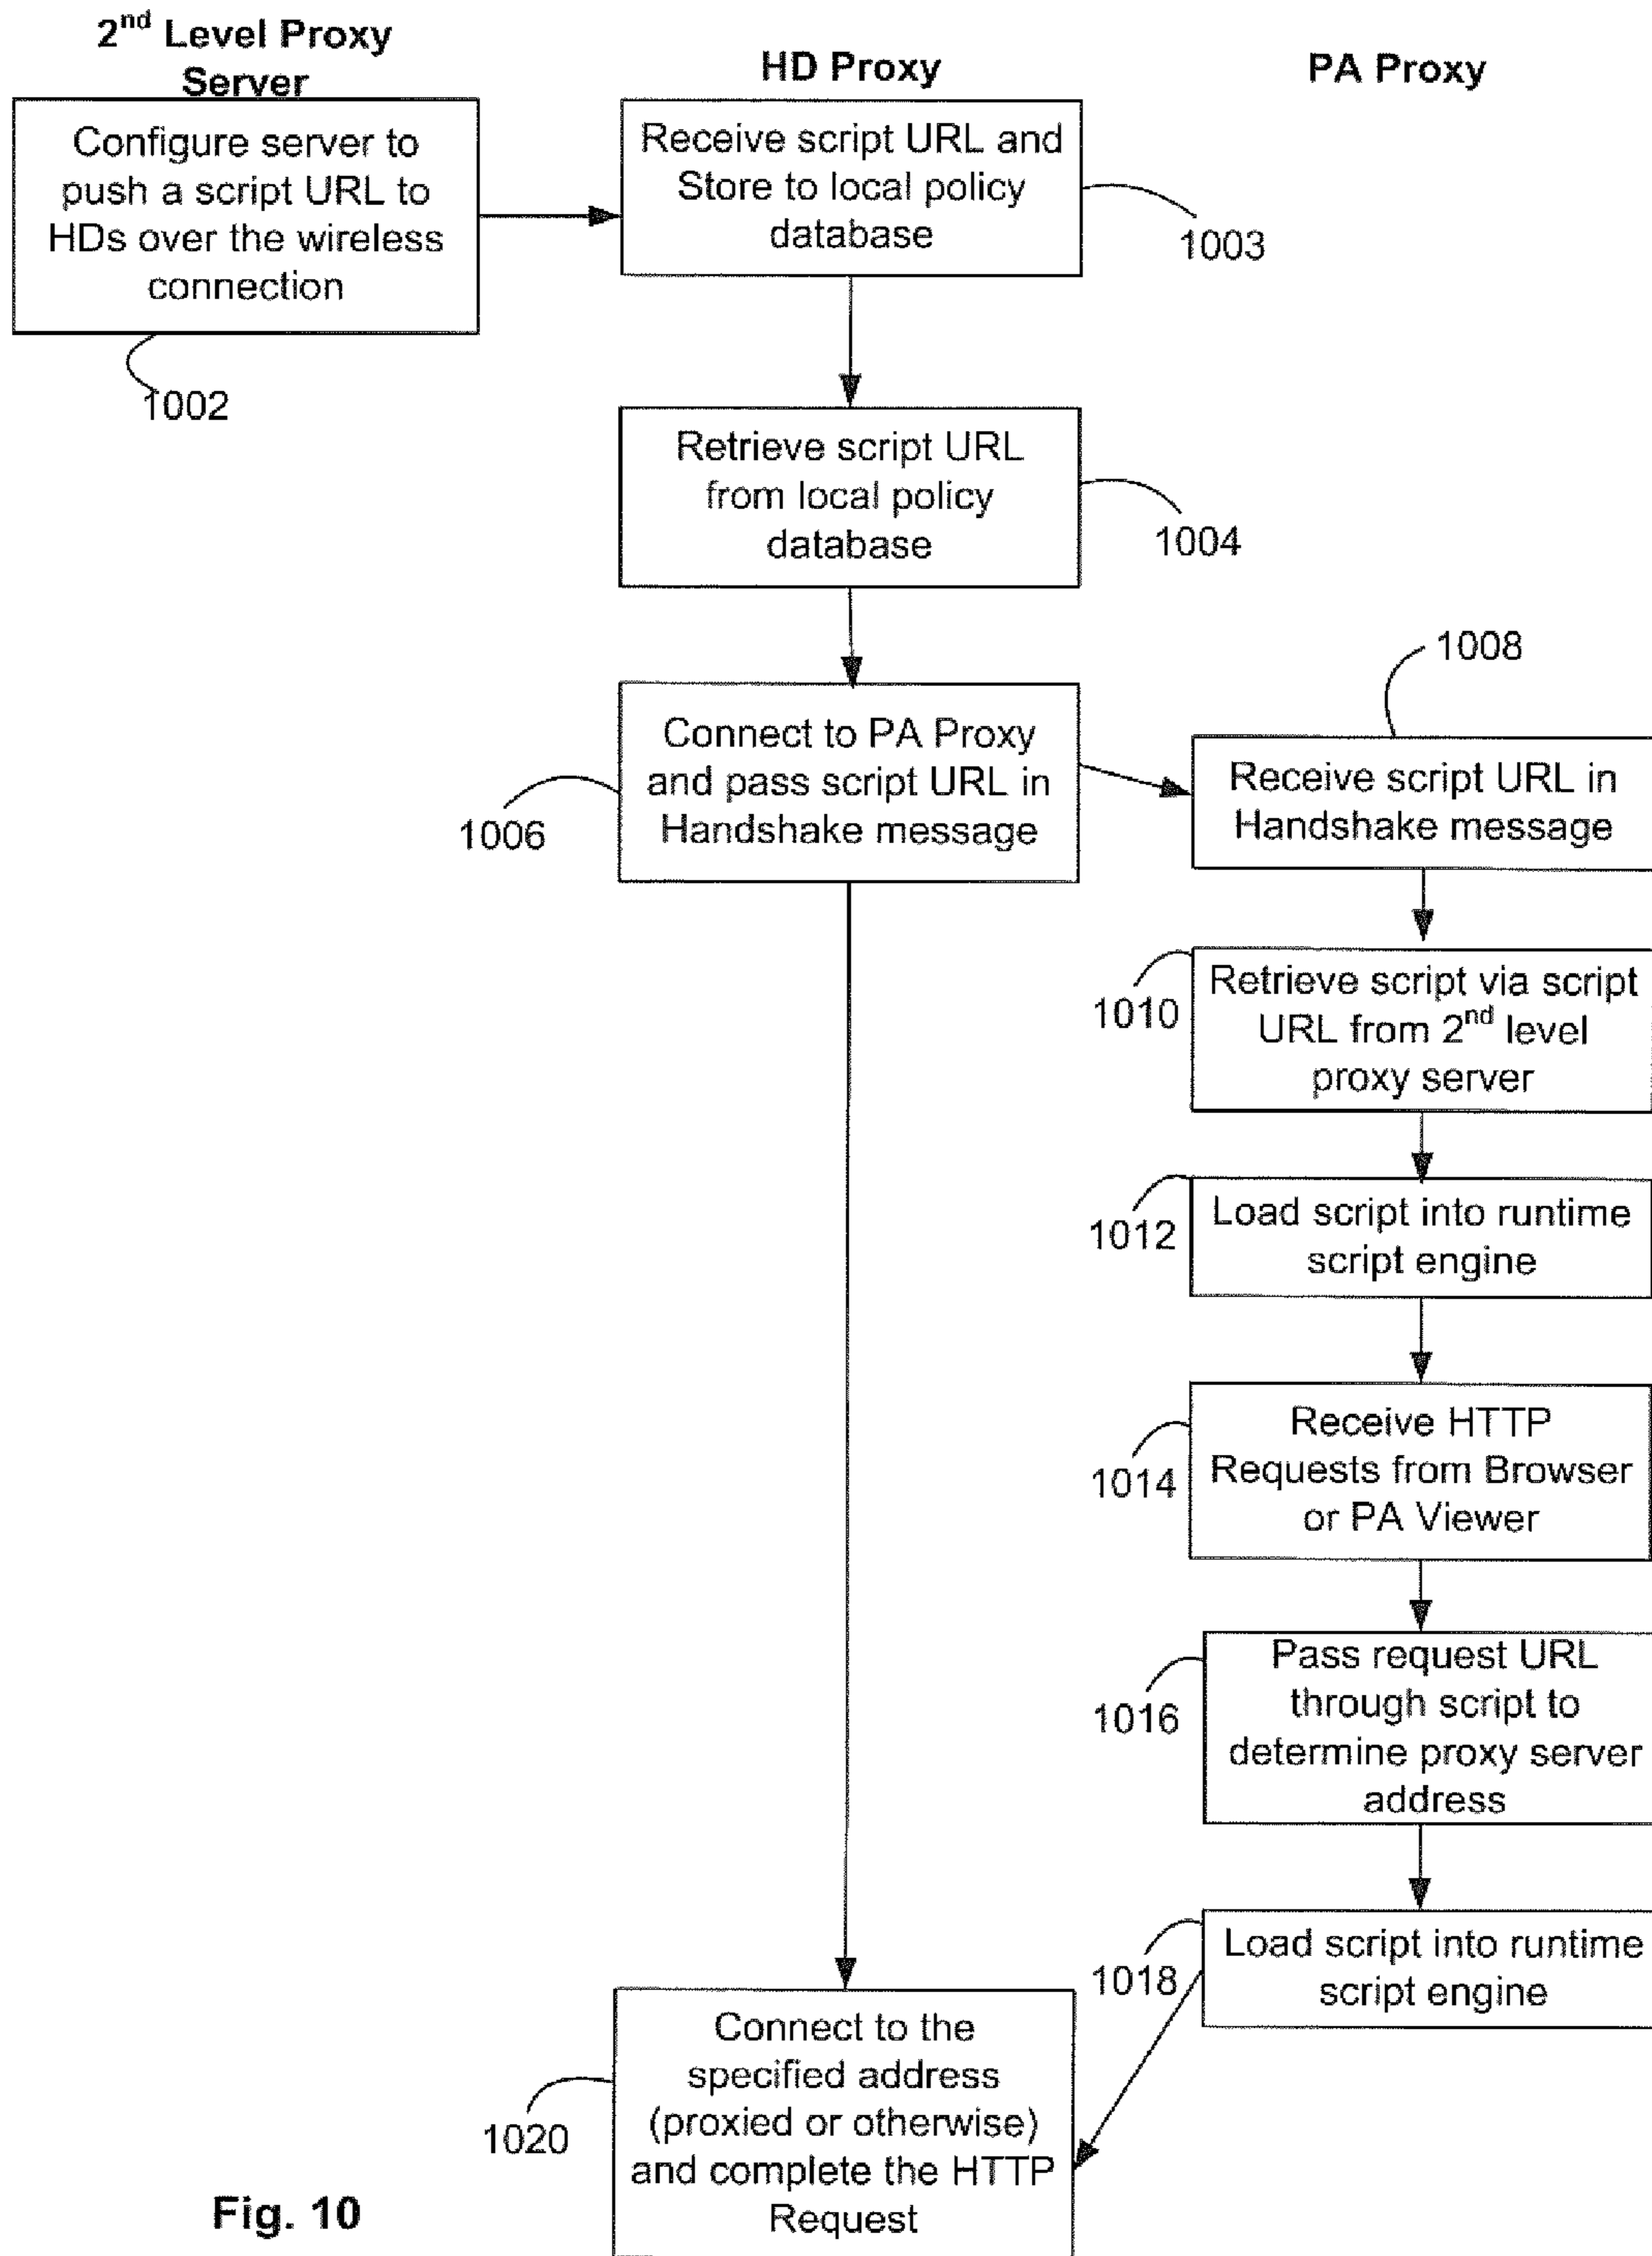 2nd Level Proxy
Server
HD Proxy
PA Proxy
Configure server to
push a script URL to
HDs over the wireless
connection
1002
Receive script URL and
Store to local policy
database
1003
Retrieve script URL
from local policy
database
1004
Connect to PA Proxy
and pass script URL in
Handshake message
1006
1008
Receive script URL in
Handshake message
1010
Retrieve script via script
URL from 2nd level
proxy server
1012
Load script into runtime
script engine
1014
Receive HTTP
Requests from Browser
or PA Viewer
1016
Pass request URL
through script to
determine proxy server
address
1018
Load script into runtime
script engine
1020
Connect to the
specified address
(proxied or otherwise)
and complete the HTTP
Request
Fig. 10